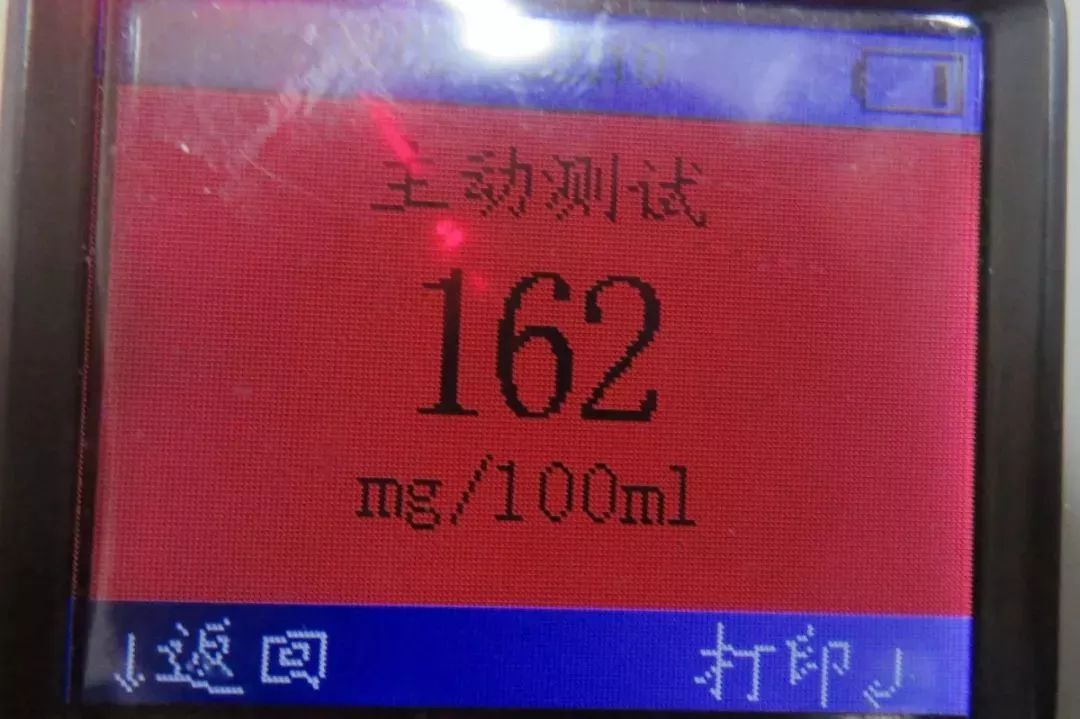 主动测试
162
mg/100ml
返回 打印